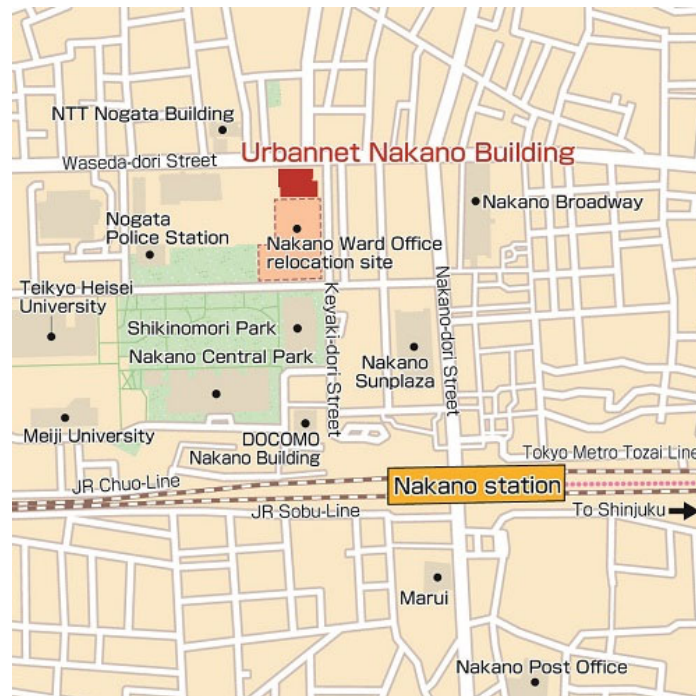 NTT Nogata Building
Waseda-dori Street
Urbannet Nakano Building
Nakano Broadway
Nogata
Police Station
Nakano Ward Office
relocation site
Teikyo Heisei
University
Keyaki-dori Street
Nakano-dori Street
Shikinomori Park
Nakano Central Park
Nakano
Sunplaza
Meiji University
DOCOMO
Nakano Building
Tokyo Metro Tozai Line
JR Chuo-Line
Nakano station
JR Sobu-Line
To Shinjuku
Marui
Nakano Post Office